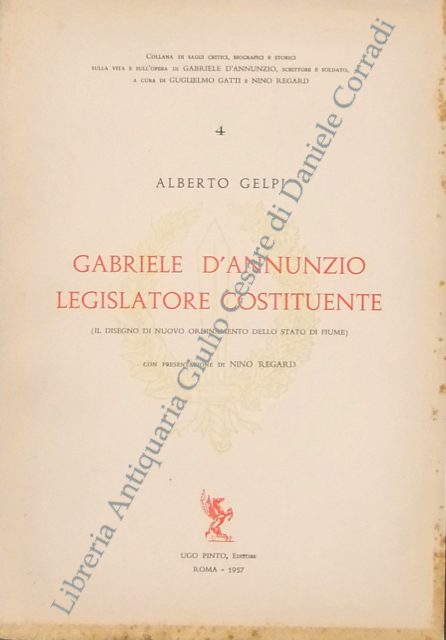 COLLANA DI SAGGI CRITICI, BIOGRAFICI E STORICI
SULLA VITA E SULL'OPERA DI GABRIELE D'ANNUNZIO, SCRITTORE E SOLDATO,
A CURA DI GUGLIELMO GATTI E NINO REGARD
4
ALBERTO GELPI
GABRIELE D'ANNUNZIO
LEGISLATORE COSTITUENTE
(IL DISEGNO DI NUOVO ORDINAMENTO DELLO STATO DI FIUME)
CON PRESENTAZIONE DI NINO REGARD
UGO PINTO, EDITORE
ROMA - 1957
Libreria Antiquaria Giulio Cesare di Daniele Corradi